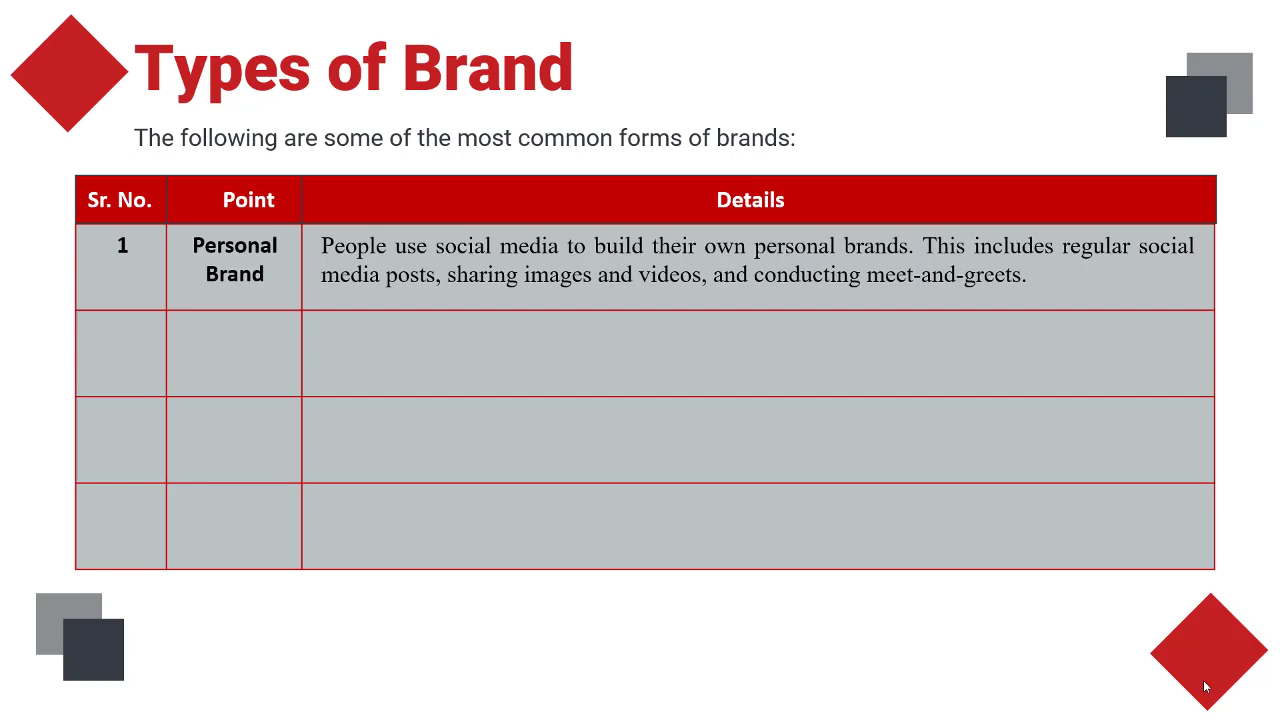 Types of Brand
The following are some of the most common forms of brands:
Sr. No. Point Details
1 Personal Brand People use social media to build their own personal brands. This includes regular social
media posts, sharing images and videos, and conducting meet-and-greets.